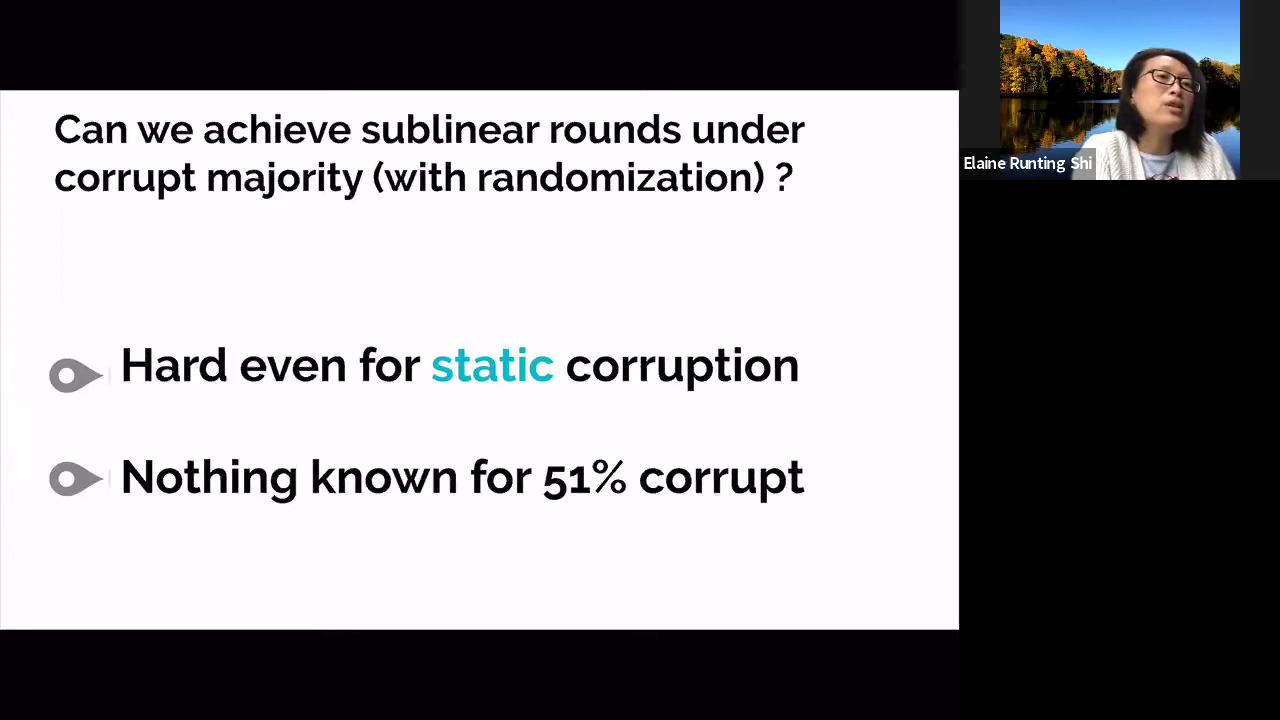 Can we achieve sublinear rounds under
corrupt majority (with randomization) ?
Hard even for static corruption
Nothing known for 51% corrupt
Elaine Runting Shi